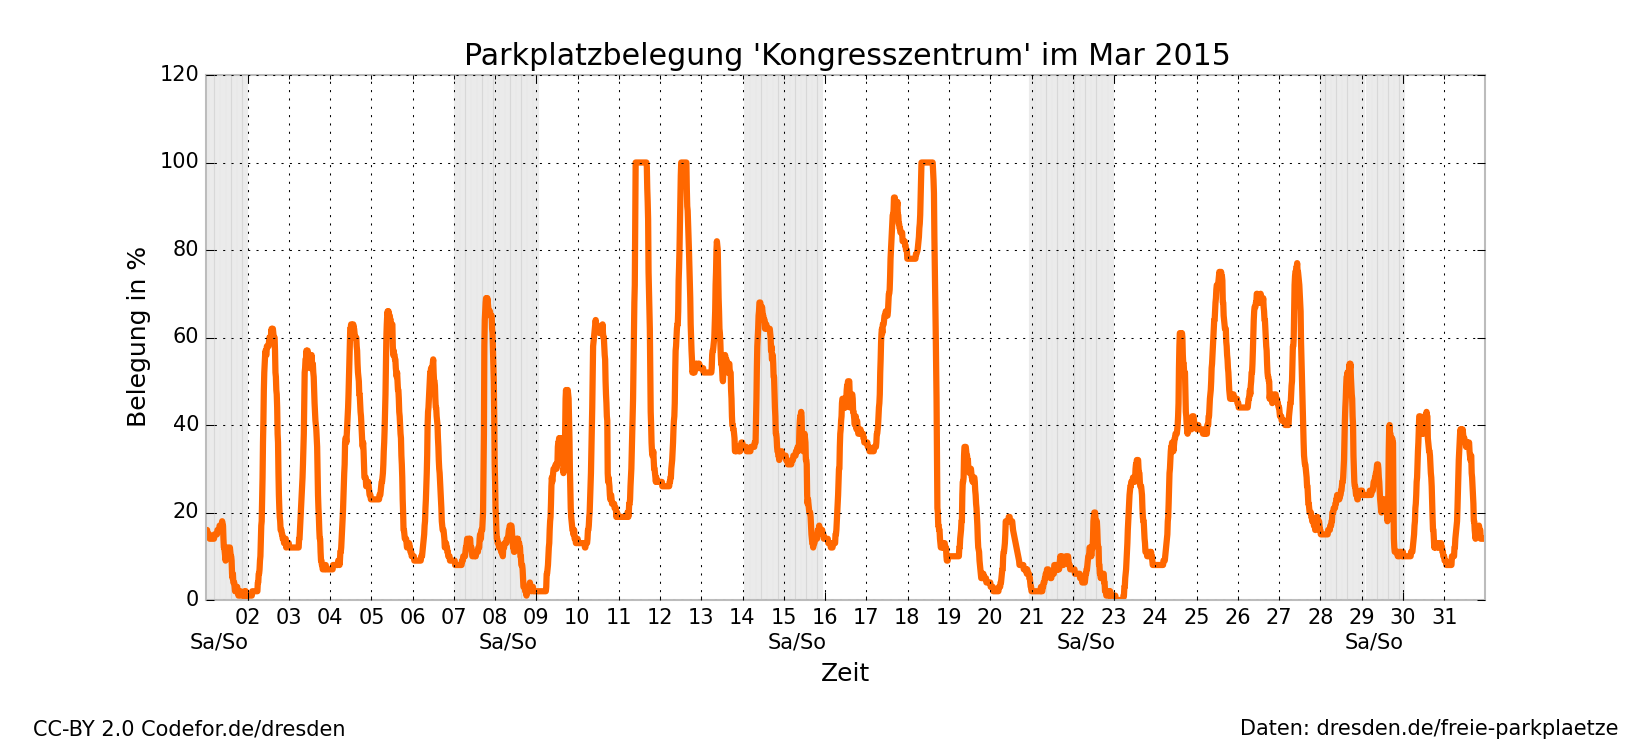 Parkplatzbelegung 'Kongresszentrum' im Mar 2015
120
100
80
60
40
20
0
Belegung in %
02 03 04 05 06 07 08 09 10 11 12 13 14 15 16 17 18 19 20 21 22 23 24 25 26 27 28 29 30 31
Sa/So Sa/So Sa/So Sa/So Sa/So
Zeit
CC-BY 2.0 Codefor.de/dresden
Daten: dresden.de/freie-parkplaetze